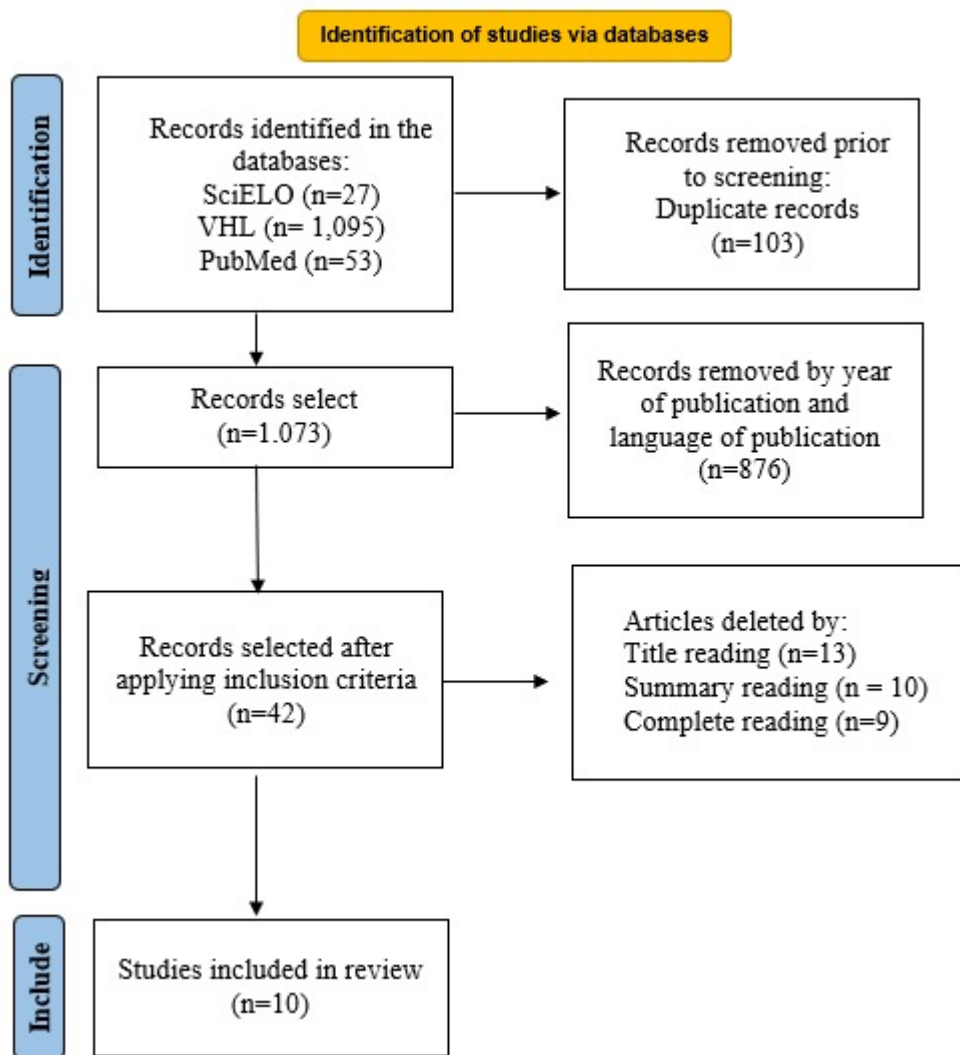 Identification of studies via databases
Identification
Records identified in the
databases:
SciELO (n=27)
VHL (n= 1,095)
PubMed (n=53)
Records removed prior
to screening:
Duplicate records
(n=103)
Screening
Records select
(n=1.073)
Records removed by year
of publication and
language of publication
(n=876)
Records selected after
applying inclusion criteria
(n=42)
Articles deleted by:
Title reading (n=13)
Summary reading (n = 10)
Complete reading (n=9)
Include
Studies included in review
(n=10)